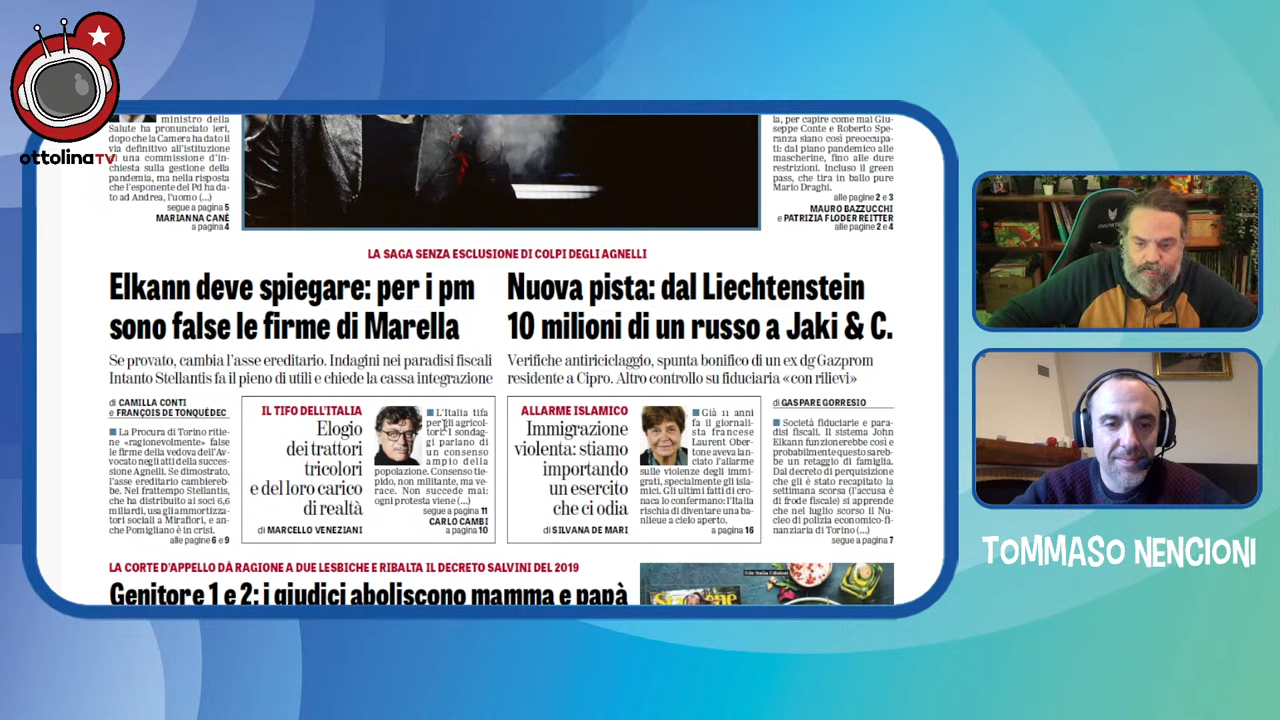 ottolinaTV
ministro della
Salute ha pronunciato ieri,
dopo che la Camera ha dato il
via definitivo all'istituzione
di una commissione d'in-
chiesta sulla gestione della
pandemia, ma nella risposta
che l'esponente del Pd ha da-
to ad Andrea, l'uomo (...)
segue a pagina 5
MARIANNA CANÈ
a pagina 4
la, per capire come mai Giu-
seppe Conte e Roberto Spe-
ranza siano così preoccupa-
ti: dal piano pandemico alle
mascherine, fino alle dure
restrizioni. Incluso il green
pass, che tira in ballo pure
Mario Draghi.
alle pagine 2 e 3
MAURO BAZZUCCHI
e PATRIZIA FLODER REITTER
alle pagine 2 e 4
LA SAGA SENZA ESCLUSIONE DI COLPI DEGLI AGNELLI
Elkann deve spiegare: per i pm
sono false le firme di Marella
Se provato, cambia l'asse ereditario. Indagini nei paradisi fiscali
Intanto Stellantis fa il pieno di utili e chiede la cassa integrazione
di CAMILLA CONTI
e FRANÇOIS DE TONQUÉDEC
La Procura di Torino ritie-
ne «ragionevolmente» false
le firme della vedova dell'Av-
vocato negli atti della succes-
sione Agnelli. Se dimostrato,
l'asse ereditario cambiereb-
be. Nel frattempo Stellantis,
che ha distribuito ai soci 6,6
miliardi, usa gli ammortizza-
tori sociali a Mirafiori, e an-
che Pomigliano è in crisi.
alle pagine 6 e 9
IL TIFO DELL'ITALIA
Elogio
dei trattori
tricolori
e del loro carico
di realtà
di MARCELLO VENEZIANI
L'Italia tifa
per gli agricol-
tori: I sondag-
gi parlano di
un consenso
ampio della
popolazione. Consenso tie-
pido, non militante, ma ve-
race. Non succede mai:
ogni protesta viene (...)
segue a pagina 11
CARLO CAMBI
a pagina 10
Nuova pista: dal Liechtenstein
10 milioni di un russo a Jaki & C.
Verifiche antiriciclaggio, spunta bonifico di un ex dg Gazprom
residente a Cipro. Altro controllo su fiduciaria «con rilievi»
ALLARME ISLAMICO
Immigrazione
violenta: stiamo
importando
un esercito
che ci odia
di SILVANA DE MARI
Già 11 anni
fa il giornali-
sta francese
Laurent Ober-
tone aveva lan-
ciato l'allarme
sulle violenze degli immi-
grati, specialmente gli isla-
mici. Gli ultimi fatti di cro-
naca lo confermano: l'Italia
rischia di diventare una ba-
nlieue a cielo aperto.
a pagina 16
di GASPARE GORRESIO
Società fiduciarie e para-
disi fiscali. Il sistema John
Elkann funzionerebbe così e
probabilmente questo sareb-
be un retaggio di famiglia.
Dal decreto di perquisizione
che gli è stato recapitato la
settimana scorsa (l'accusa è
di frode fiscale) si apprende
che nel luglio scorso il Nu-
cleo di polizia economico-fi-
nanziaria di Torino (...)
segue a pagina 7
LA CORTE D'APPELLO DÀ RAGIONE A DUE LESBICHE E RIBALTA IL DECRETO SALVINI DEL 2019
Genitore 1 e 2: i giudici aboliscono mamma e papà
TOMMASO NENCIONI